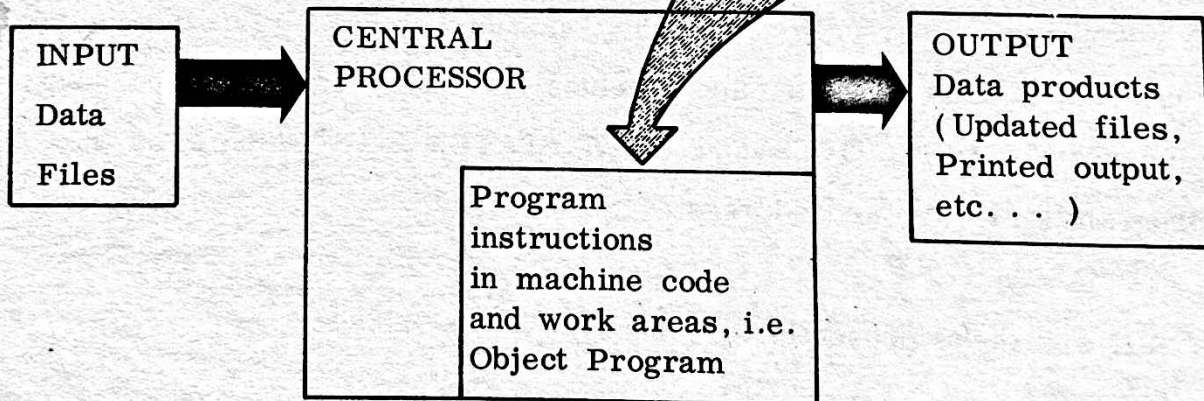 INPUT
Data
Files
CENTRAL
PROCESSOR
Program
instructions
in machine code
and work areas, i.e.
Object Program
OUTPUT
Data products
(Updated files,
Printed output,
etc. . . )